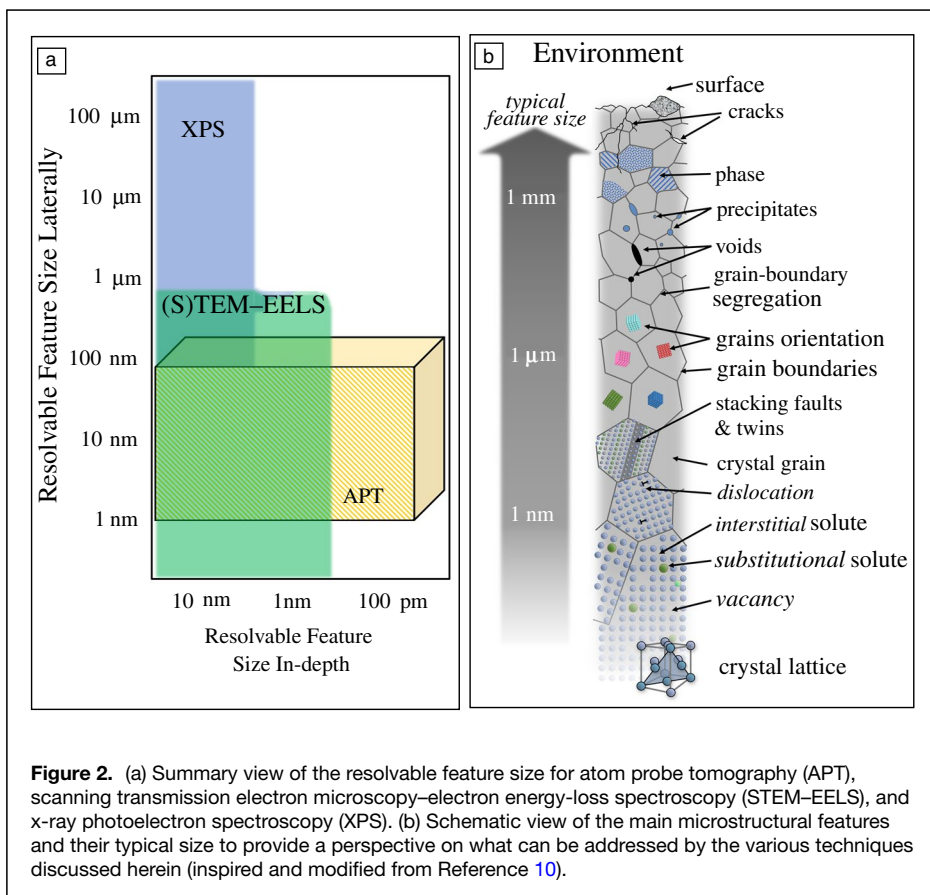 a
Resolvable Feature Size Laterally
100 μm
10 μm
1 μm
100 nm
10 nm
1 nm
XPS
(S)TEM–EELS
APT
10 nm
1nm
100 pm
Resolvable Feature
Size In-depth
b
Environment
typical
feature size
1 mm
1 μm
1 nm
surface
cracks
phase
precipitates
voids
grain-boundary
segregation
grains orientation
grain boundaries
stacking faults
& twins
crystal grain
dislocation
interstitial solute
substitutional solute
vacancy
crystal lattice
Figure 2. (a) Summary view of the resolvable feature size for atom probe tomography (APT),
scanning transmission electron microscopy–electron energy-loss spectroscopy (STEM–EELS), and
x-ray photoelectron spectroscopy (XPS). (b) Schematic view of the main microstructural features
and their typical size to provide a perspective on what can be addressed by the various techniques
discussed herein (inspired and modified from Reference 10).